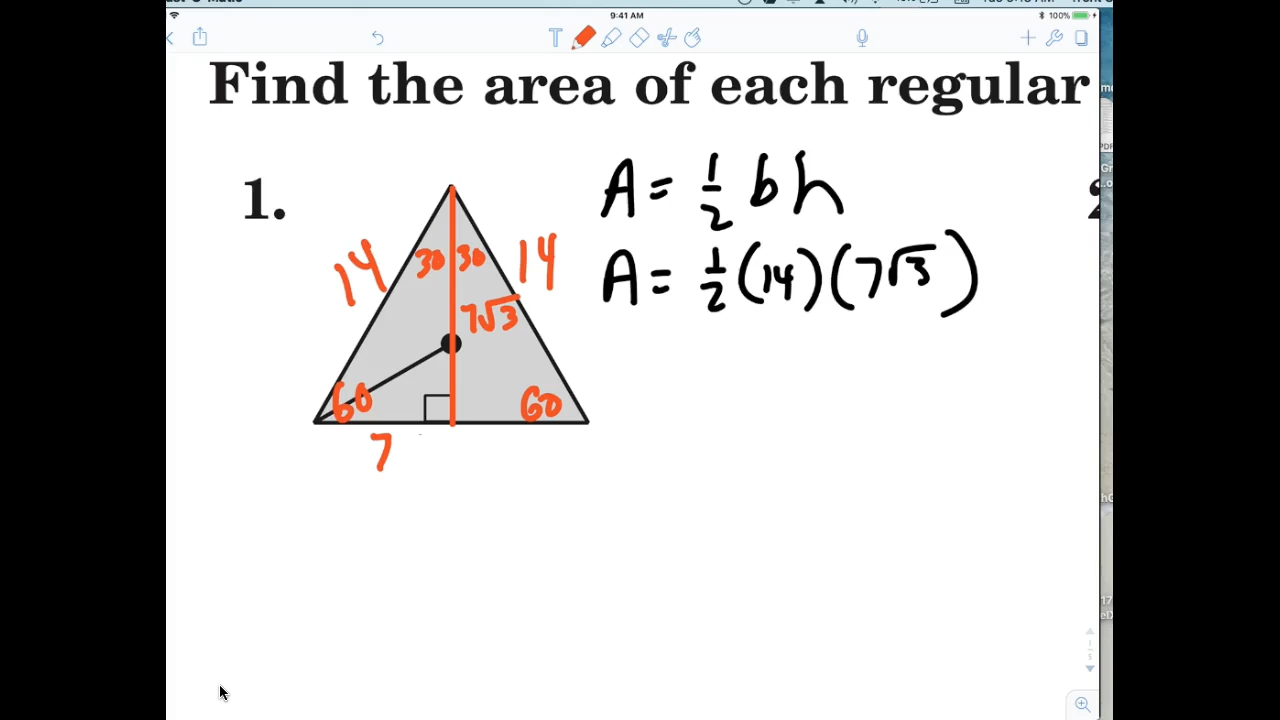 9:41 AM
100%
T
Find the area of each regular
1.
A = 1/2 b h
A = 1/2 (14)(7√3)
14
30
30
14
7√3
60
60
7